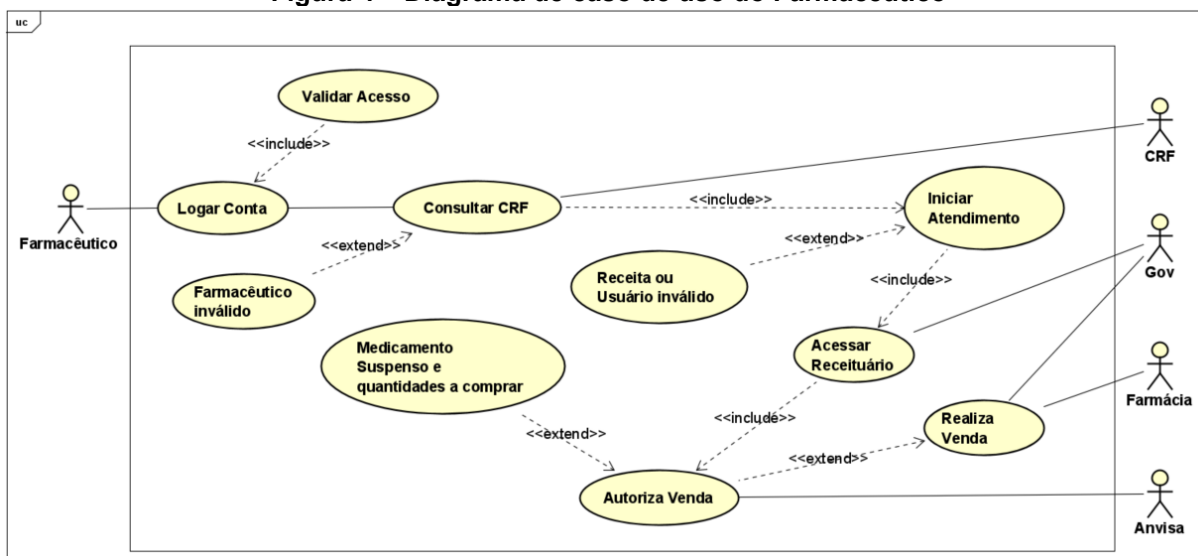 Figura 1 - Diagrama de caso de uso do Farmacêutico
uc
Validar Acesso
<<include>>
CRF
Farmacêutico
Logar Conta
Consultar CRF
<<include>>
Iniciar
Atendimento
<<extend>>
<<extend>>
Farmacêutico
inválido
Receita ou
Usuário inválido
<<include>>
Gov
Medicamento
Suspenso e
quantidades a comprar
Acessar
Receituário
Farmácia
<<include>>
Realiza
Venda
<<extend>>
<<extend>>
Autoriza Venda
Anvisa